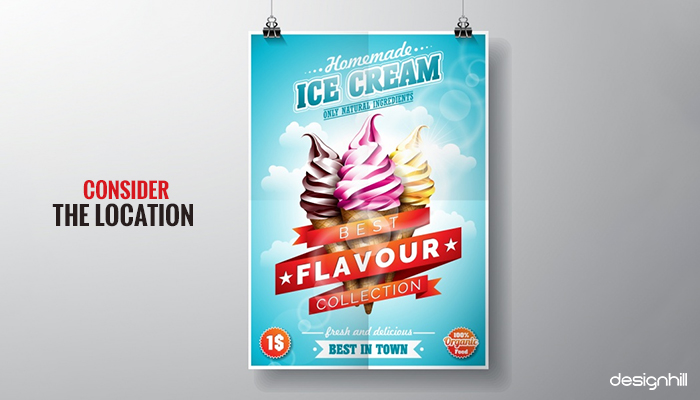 CONSIDER
THE LOCATION
Homemade
ICE CREAM
ONLY NATURAL INGREDIENTS
BEST
FLAVOUR
COLLECTION
fresh and delicious
BEST IN TOWN
1$
100%
Organic
Food
designhill